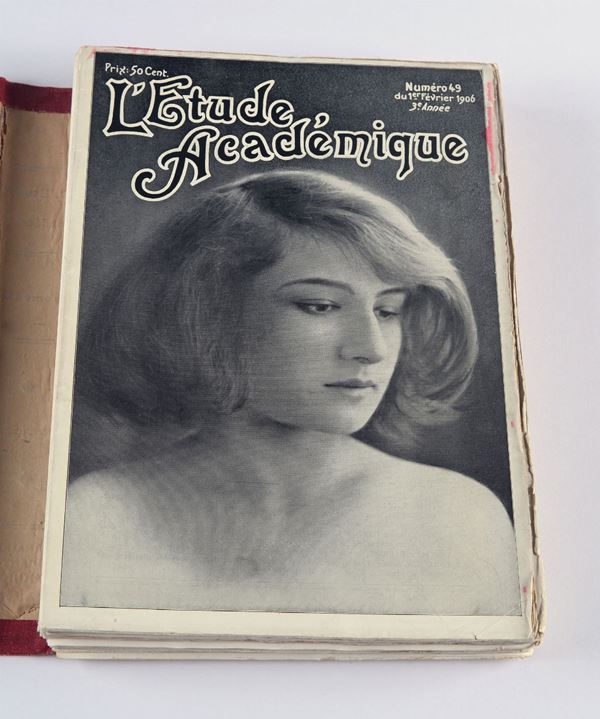 Prix: 50 Cent.
L'Etude
Académique
Numéro 49
du 1er Février 1906
3e Année